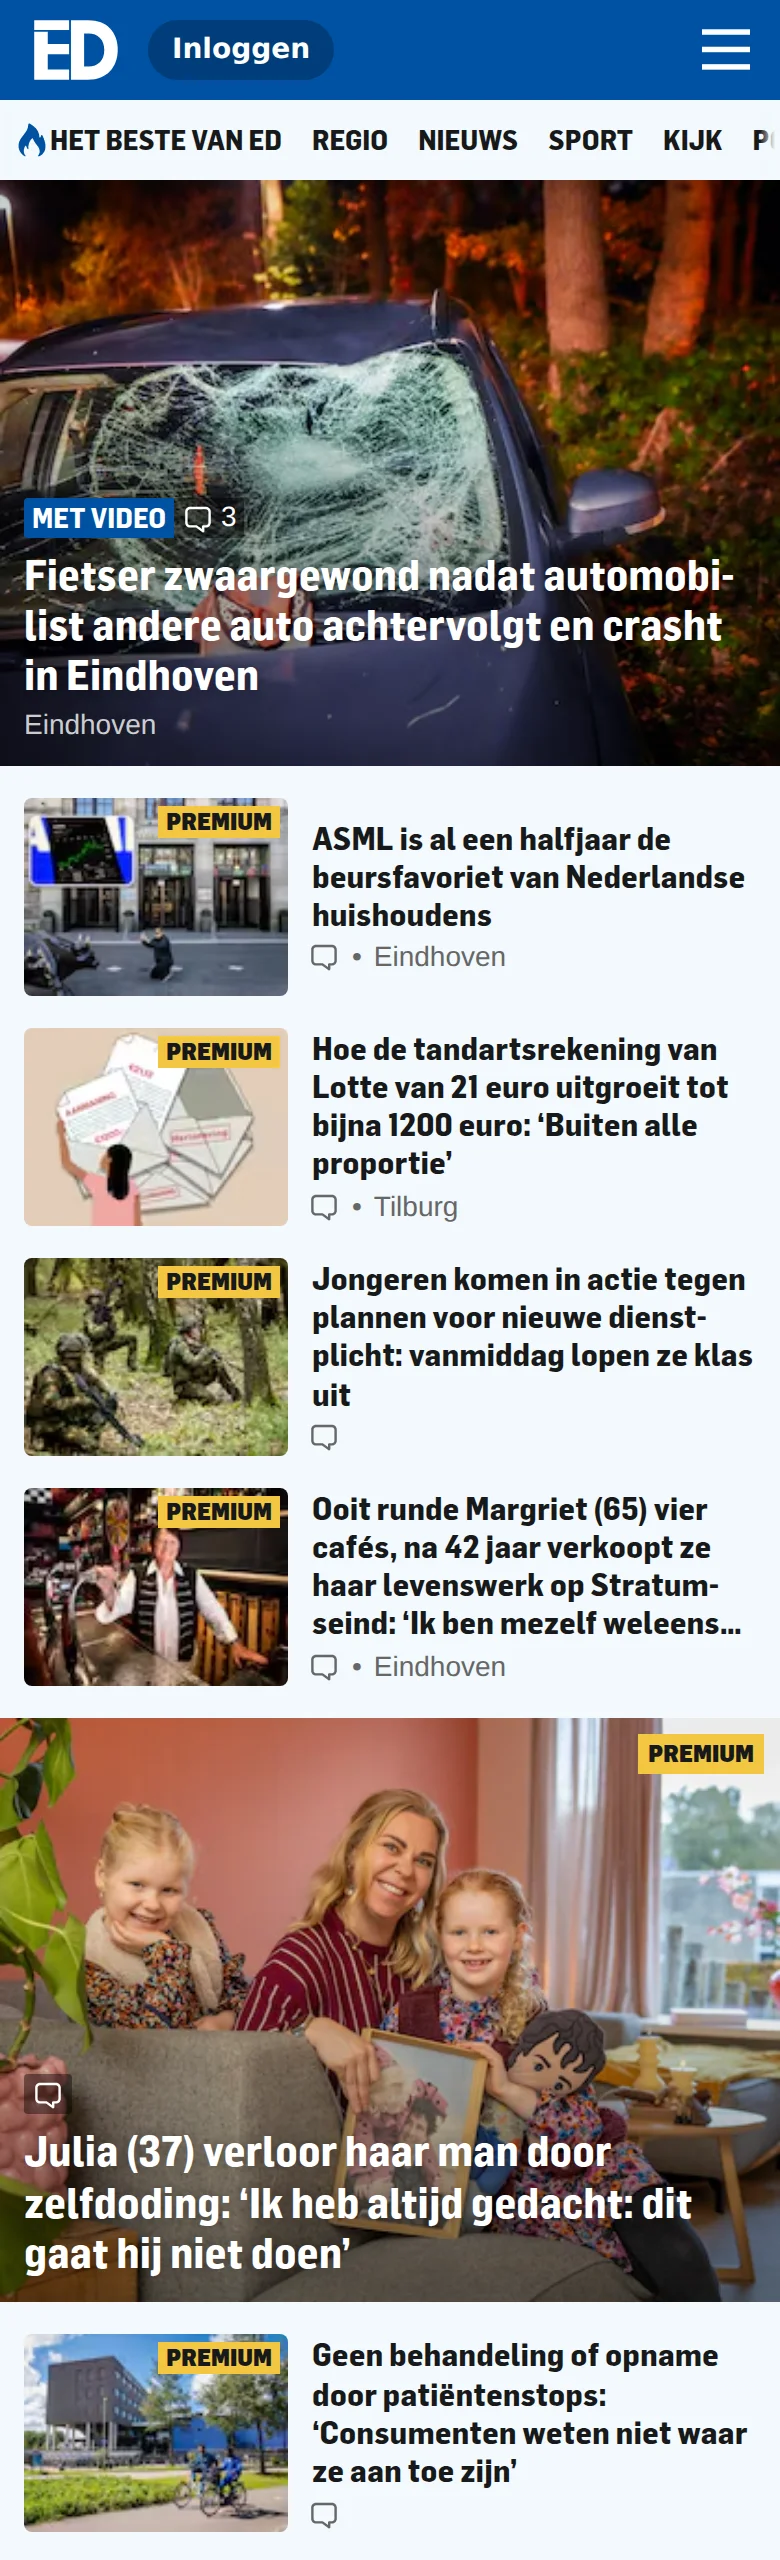 ED
Inloggen
HET BESTE VAN ED
REGIO
NIEUWS
SPORT
KIJK
MET VIDEO
3
Fietser zwaargewond nadat automobi-
list andere auto achtervolgt en crasht
in Eindhoven
Eindhoven
PREMIUM
ASML is al een halfjaar de
beursfavoriet van Nederlandse
huishoudens
• Eindhoven
PREMIUM
AANMANING
Hoe de tandartsrekening van
Lotte van 21 euro uitgroeit tot
bijna 1200 euro: ‘Buiten alle
proportie’
• Tilburg
PREMIUM
Jongeren komen in actie tegen
plannen voor nieuwe dienst-
plicht: vanmiddag lopen ze klas
uit
PREMIUM
Ooit runde Margriet (65) vier
cafés, na 42 jaar verkoopt ze
haar levenswerk op Stratum-
seind: ‘Ik ben mezelf weleens...
• Eindhoven
PREMIUM
Julia (37) verloor haar man door
zelfdoding: ‘Ik heb altijd gedacht: dit
gaat hij niet doen’
PREMIUM
Geen behandeling of opname
door patiëntenstops:
‘Consumenten weten niet waar
ze aan toe zijn’